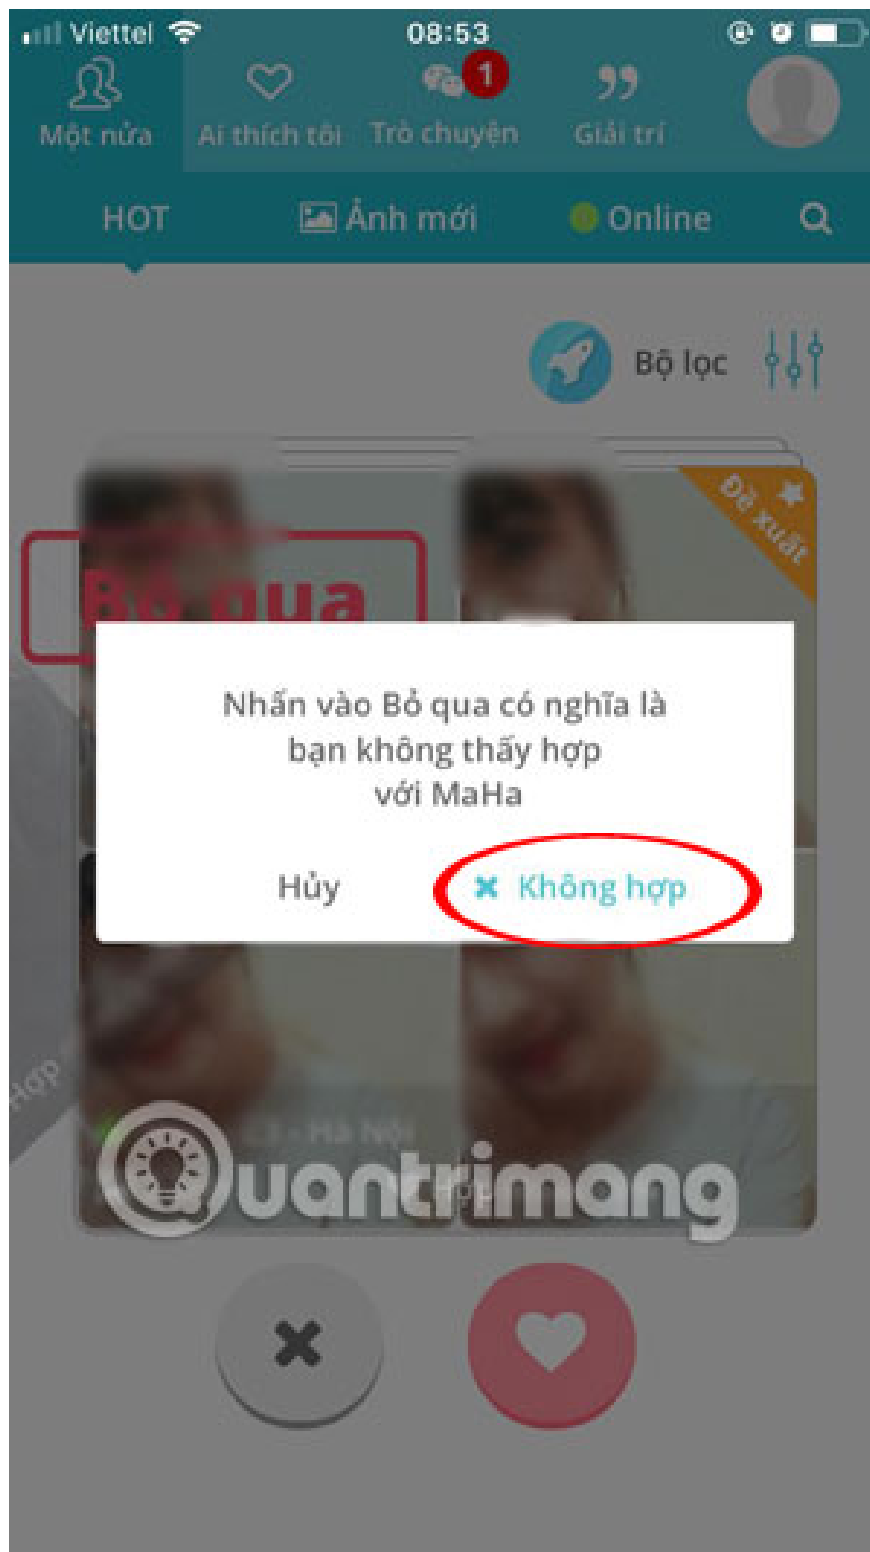 Viettel 08:53
Một nửa
Ai thích tôi
Trò chuyện
1
Giải trí
HOT
Ảnh mới
Online
Bộ lọc
Đề xuất
Bỏ qua
Nhấn vào Bỏ qua có nghĩa là
bạn không thấy hợp
với MaHa
Hủy
Không hợp
Hợp
- Hà Nội
Quantrimang